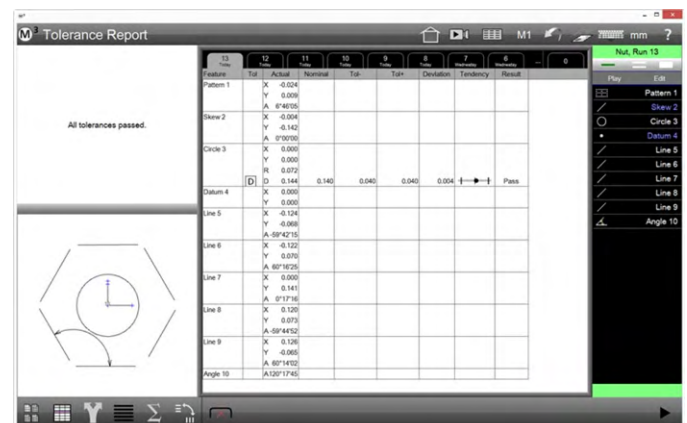 M³ Tolerance Report
M1
mm
?
All tolerances passed.
13 Today 12 Today 11 Today 10 Today 9 Today 8 Today 7 Wednesday 6 Wednesday ... 0
Feature Tol Actual Nominal Tol- Tol+ Deviation Tendency Result
Pattern 1 X -0.024
Y 0.009
A 6°46'05
Skew 2 X -0.004
Y -0.142
A 0°00'00
Circle 3 X 0.000
Y 0.000
R 0.072
D D 0.144 0.140 0.040 0.040 0.004 Pass
Datum 4 X 0.000
Y 0.000
Line 5 X -0.124
Y -0.068
A -59°42'15
Line 6 X -0.122
Y 0.070
A 60°16'25
Line 7 X 0.000
Y 0.141
A 0°17'16
Line 8 X 0.120
Y 0.073
A -59°44'52
Line 9 X 0.126
Y -0.065
A 60°14'02
Angle 10 A120°17'45
Nut, Run 13
Play Edit
Pattern 1
Skew 2
Circle 3
Datum 4
Line 5
Line 6
Line 7
Line 8
Line 9
Angle 10